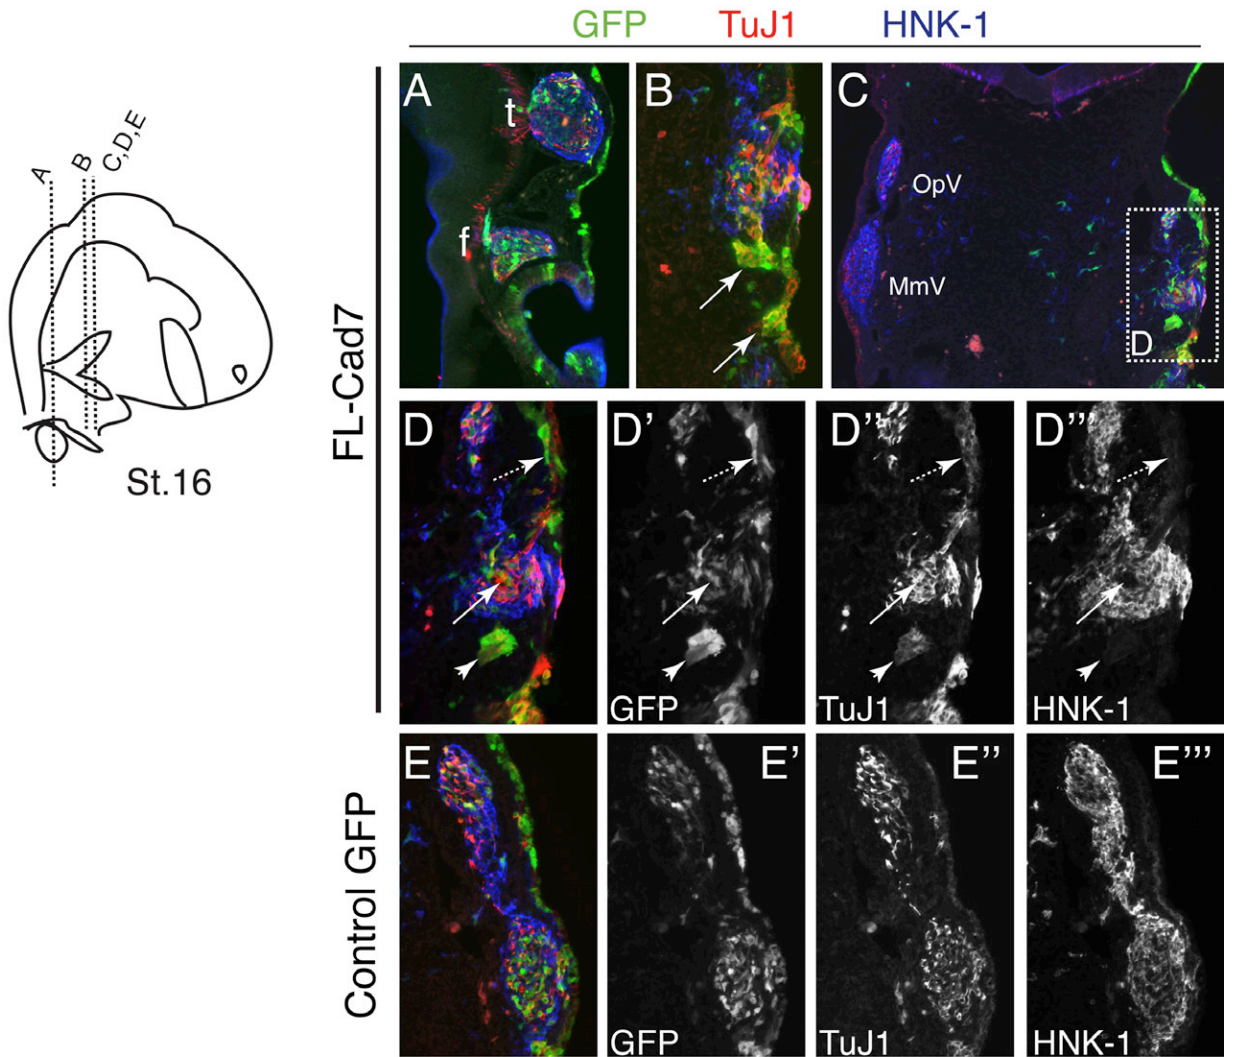 GFP TuJ1 HNK-1
A B C,D,E
St.16
FL-Cad7
A t f
B
C OpV MmV D
D
D' GFP
D'' TuJ1
D''' HNK-1
Control GFP
E
E' GFP
E'' TuJ1
E''' HNK-1